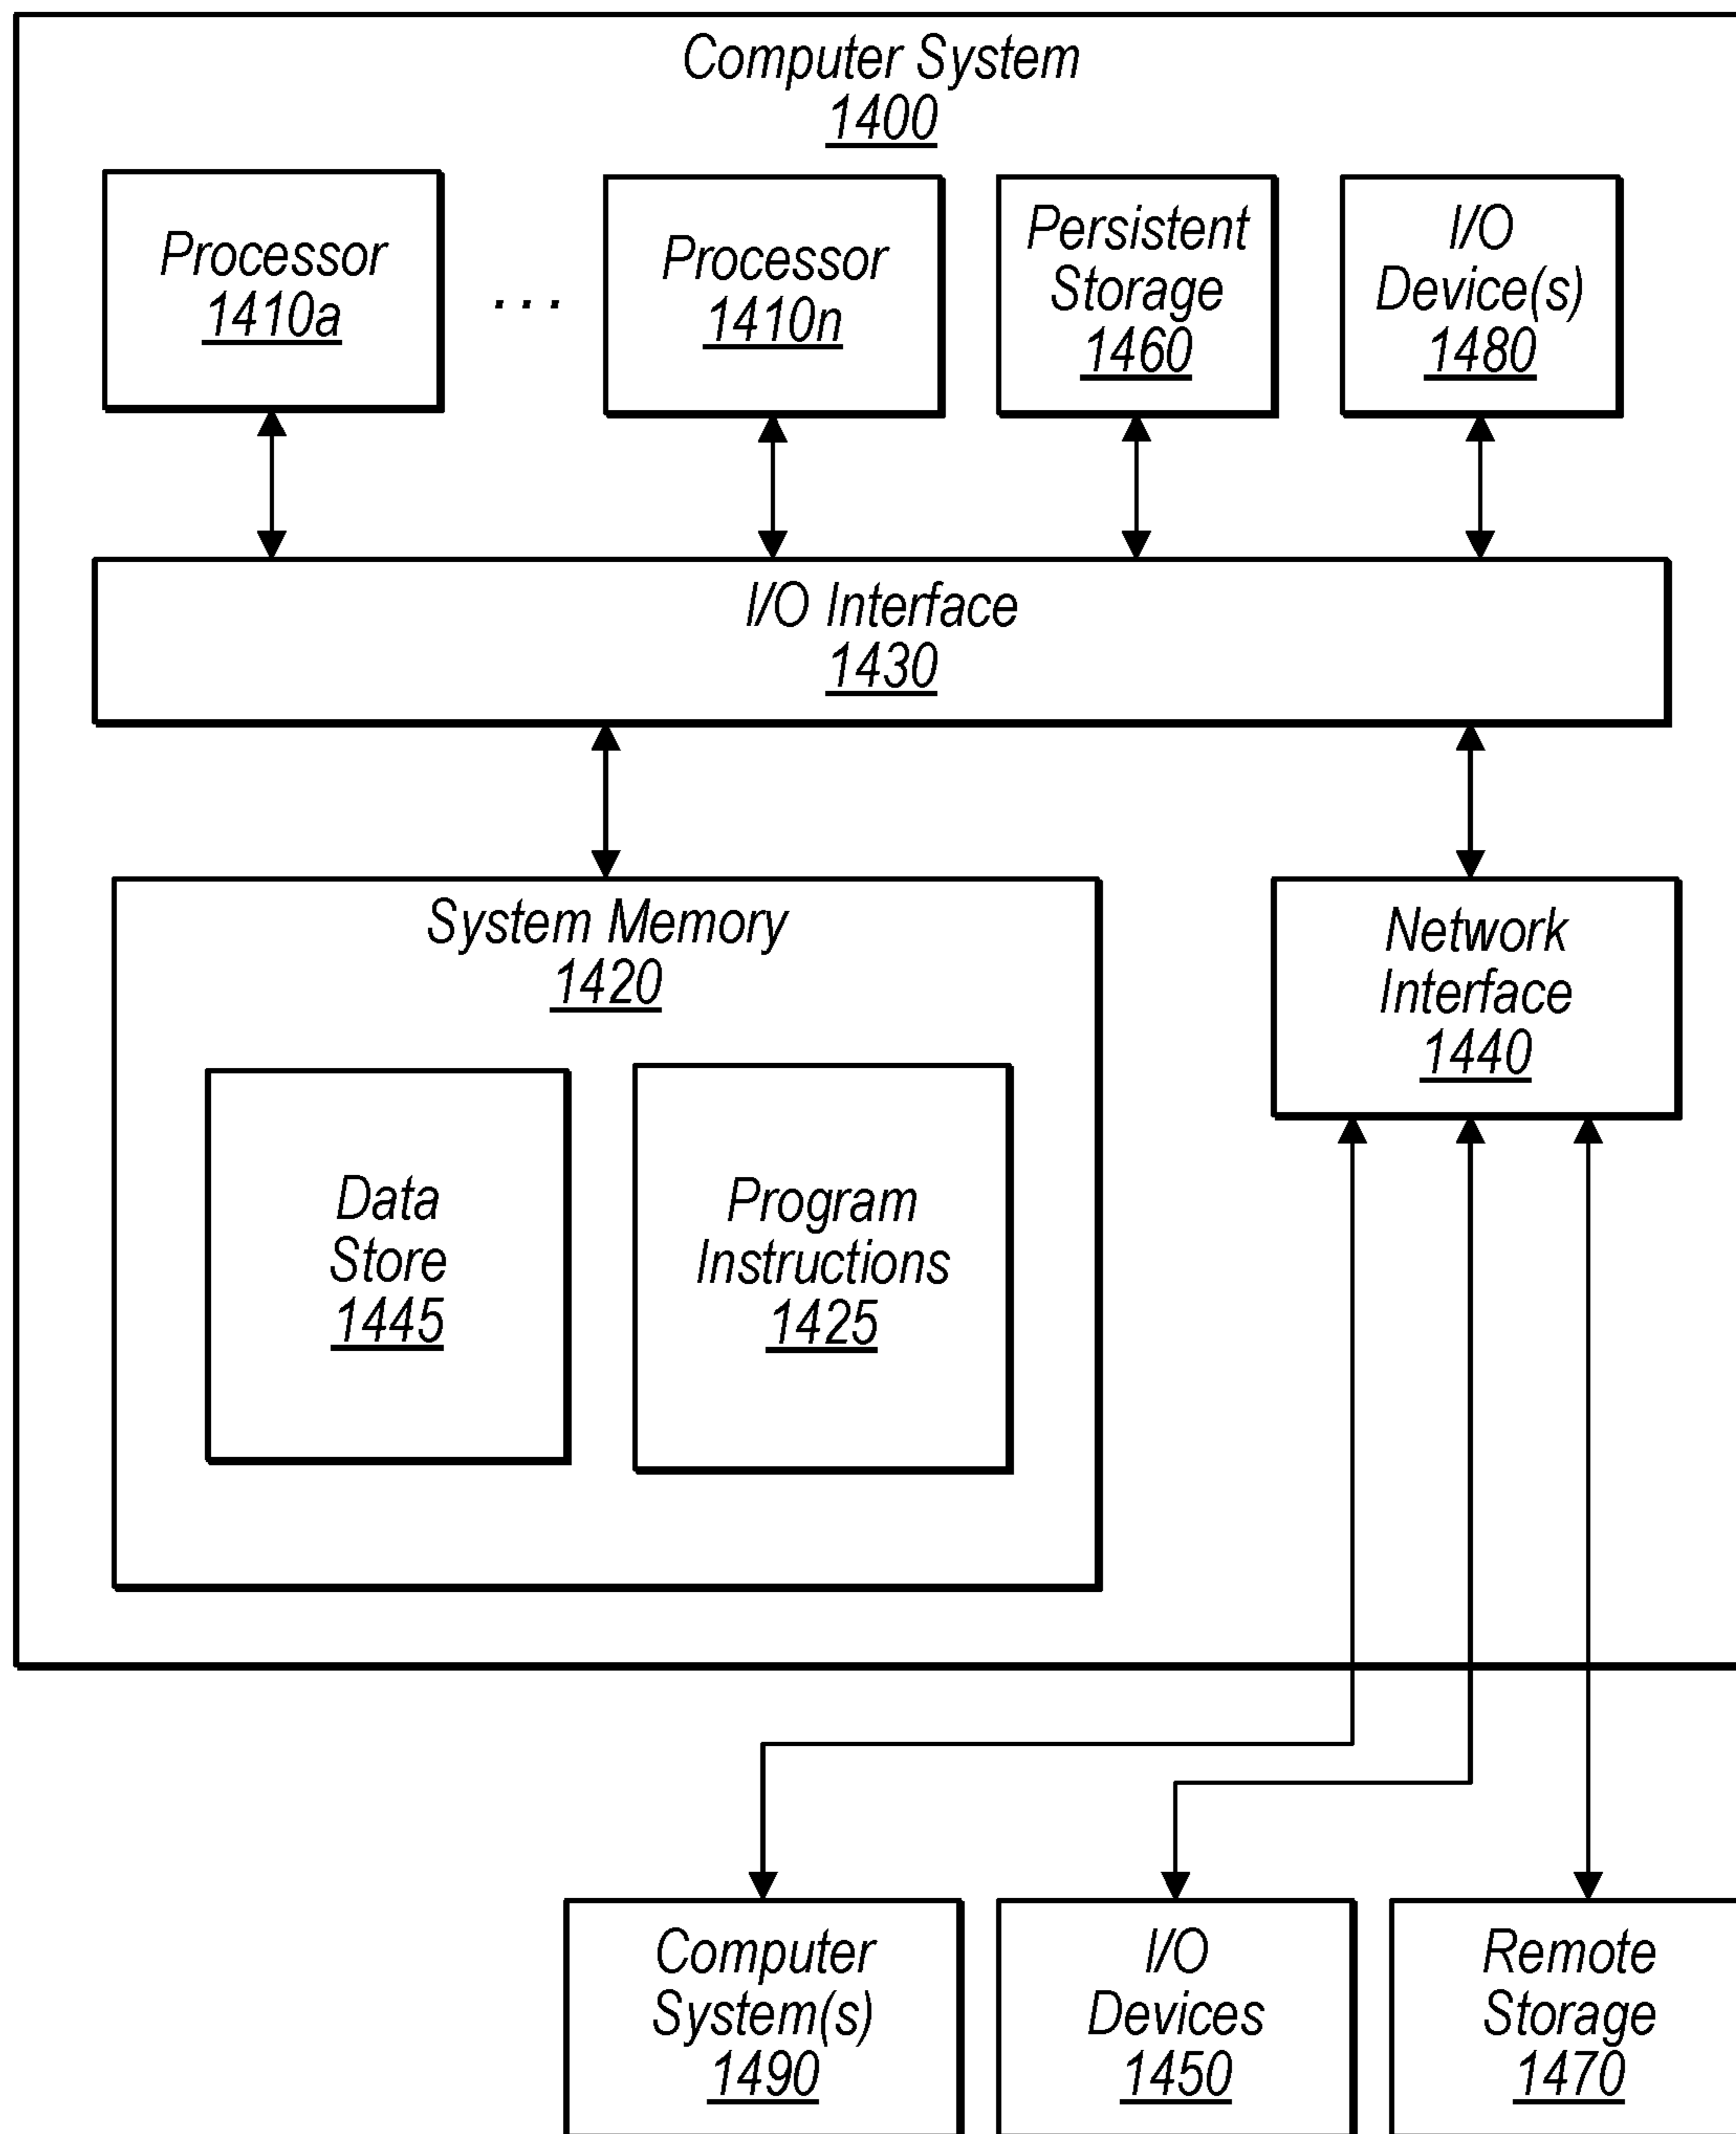 Computer System
1400
Processor
1410a
...
Processor
1410n
Persistent
Storage
1460
I/O
Device(s)
1480
I/O Interface
1430
System Memory
1420
Data
Store
1445
Program
Instructions
1425
Network
Interface
1440
Computer
System(s)
1490
I/O
Devices
1450
Remote
Storage
1470